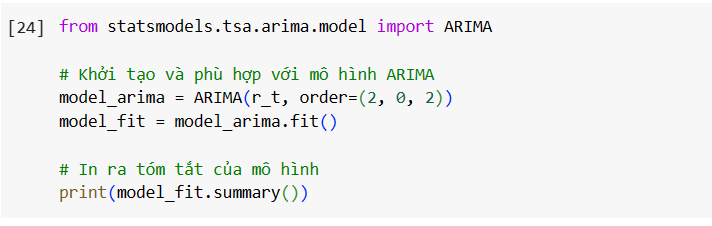 [24] from statsmodels.tsa.arima.model import ARIMA
# Khởi tạo và phù hợp với mô hình ARIMA
model_arima = ARIMA(r_t, order=(2, 0, 2))
model_fit = model_arima.fit()
# In ra tóm tắt của mô hình
print(model_fit.summary())